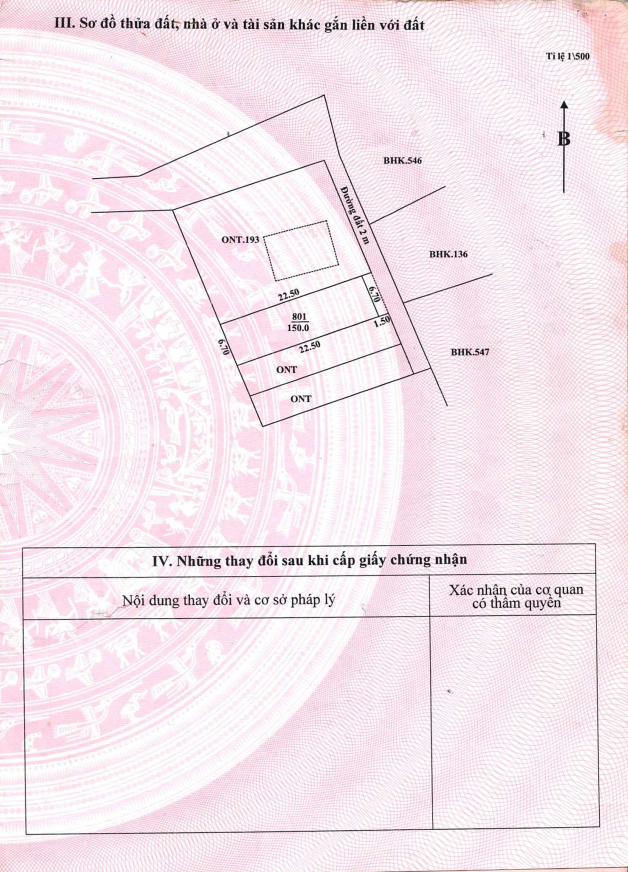 III. Sơ đồ thửa đất, nhà ở và tài sản khác gắn liền với đất
Tỉ lệ 1\500
B
BHK.546
Đường đất 2 m
ONT.193
BHK.136
22.50
6.70
801
150.0
1.50
6.70
22.50
BHK.547
ONT
ONT
IV. Những thay đổi sau khi cấp giấy chứng nhận
Nội dung thay đổi và cơ sở pháp lý
Xác nhận của cơ quan
có thẩm quyền